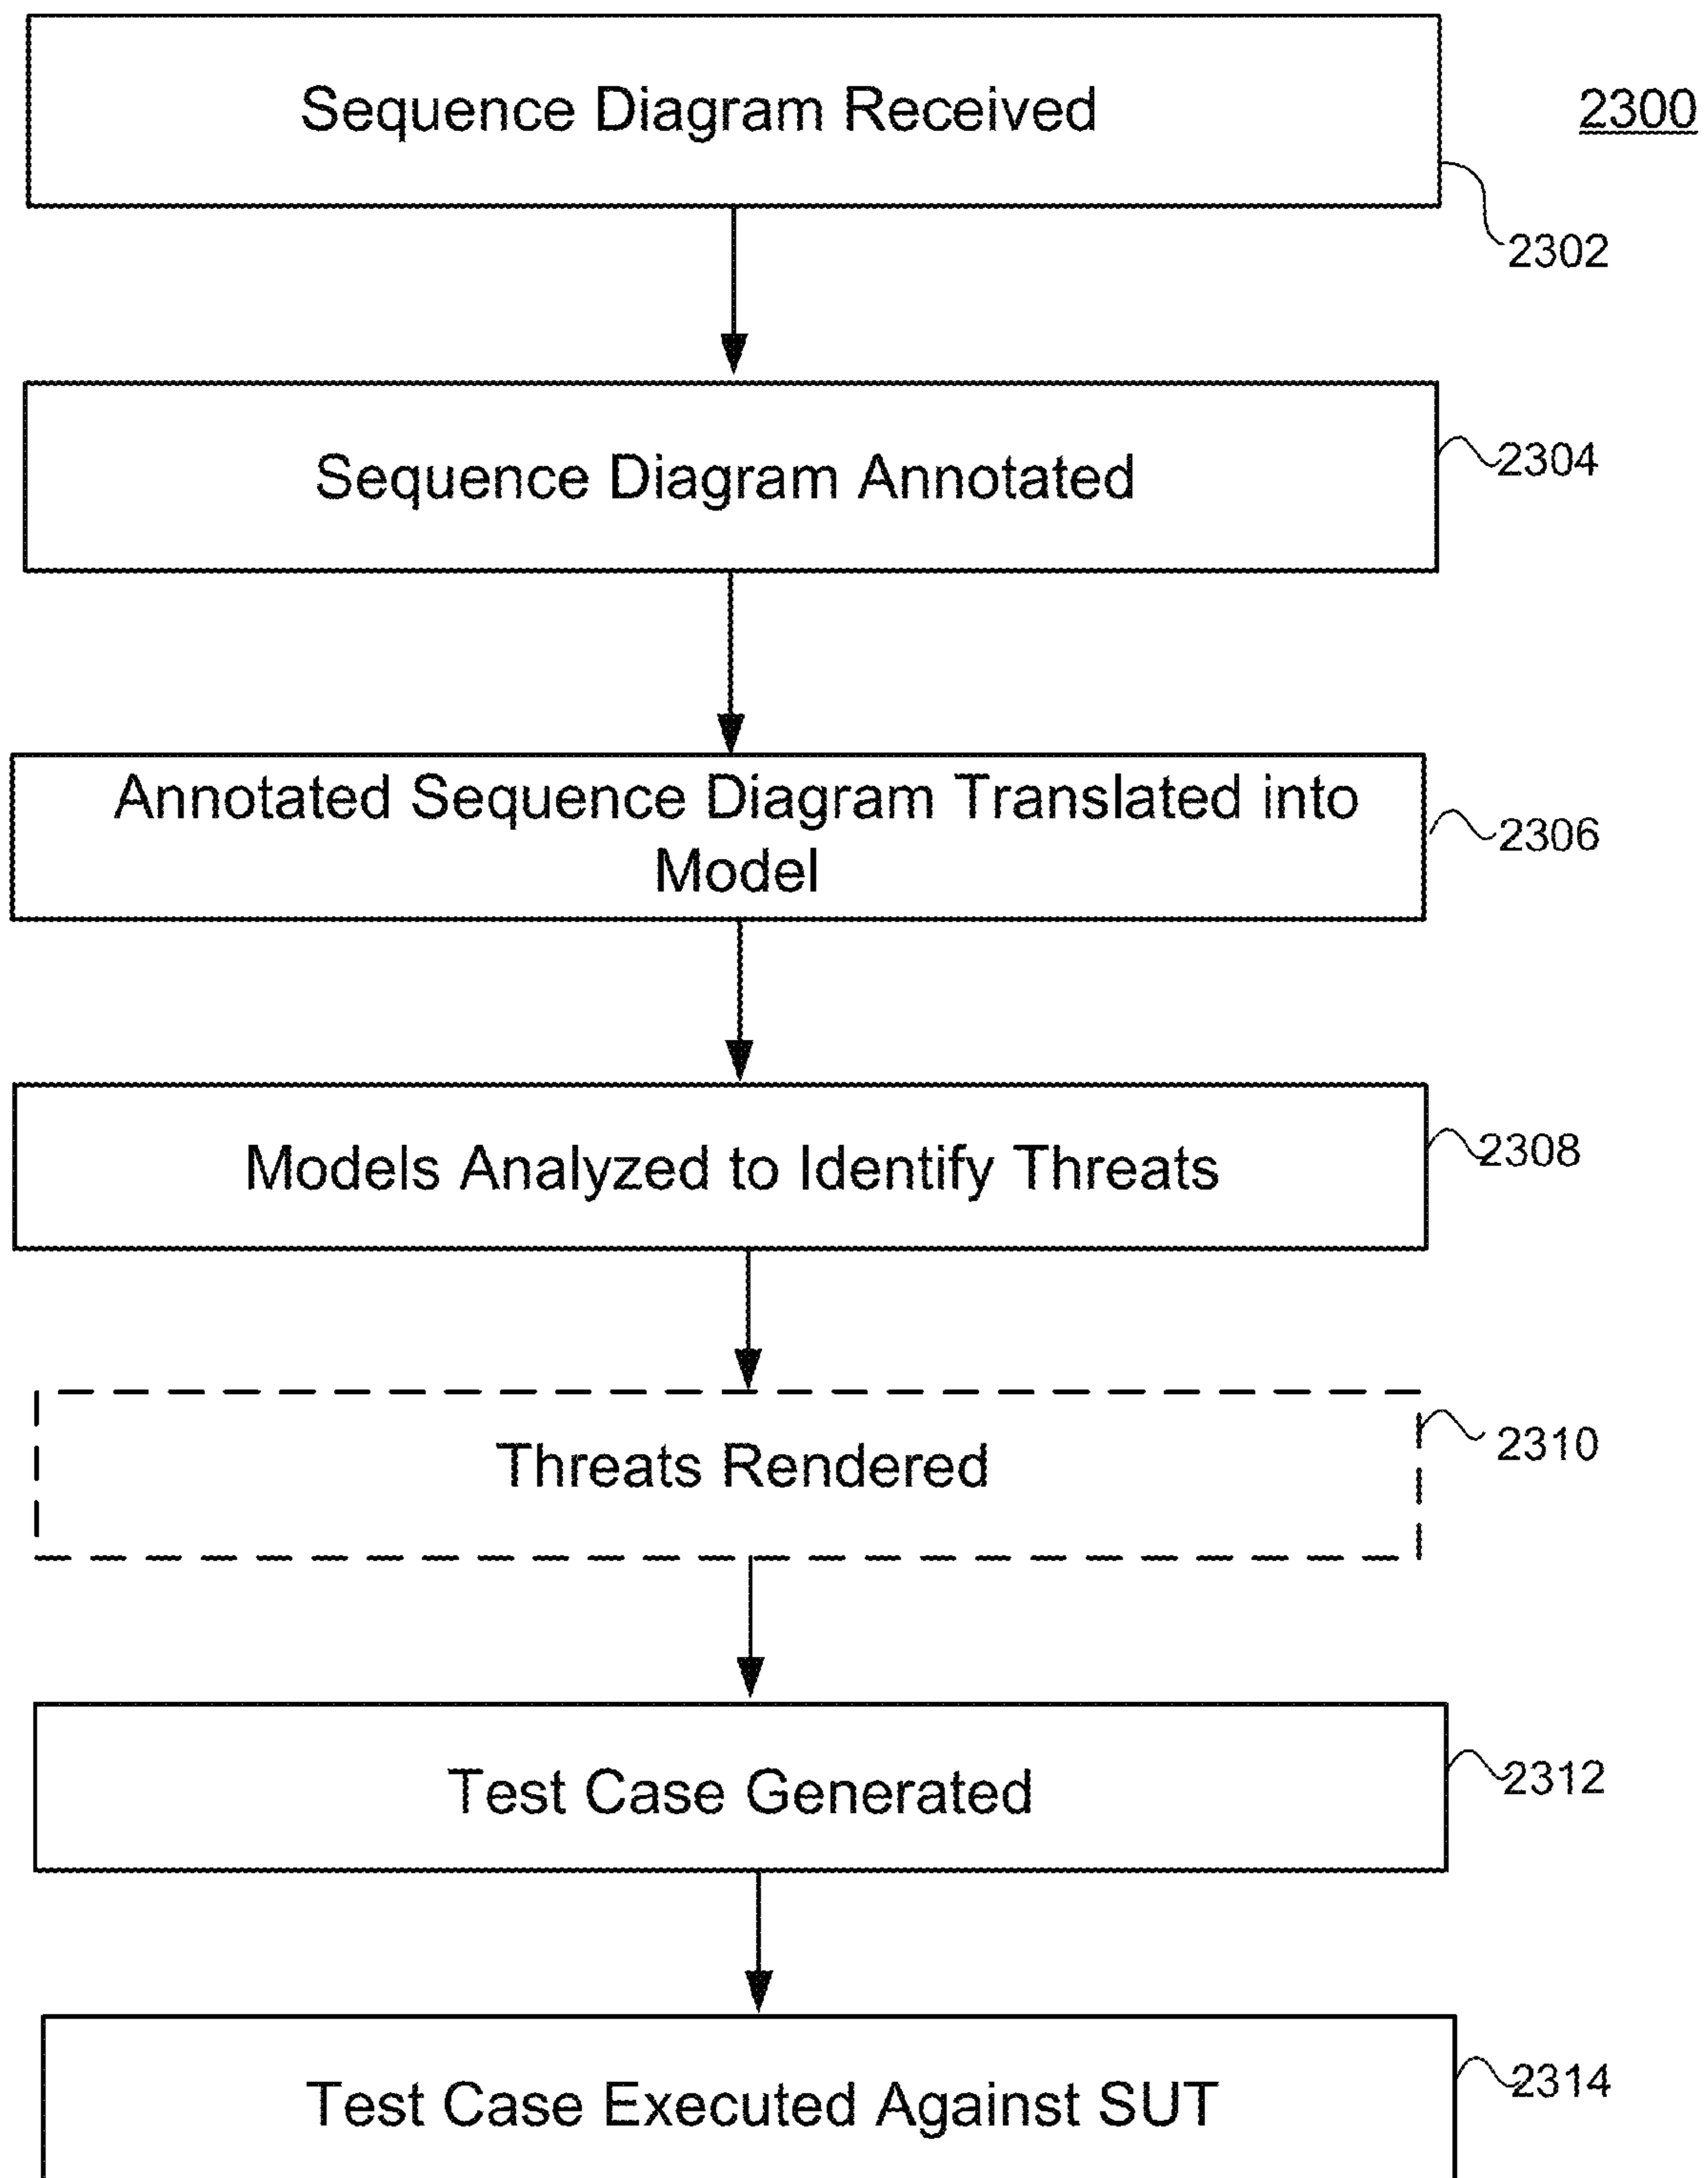 Sequence Diagram Received
2300
2302
Sequence Diagram Annotated
2304
Annotated Sequence Diagram Translated into
Model
2306
Models Analyzed to Identify Threats
2308
Threats Rendered
2310
Test Case Generated
2312
Test Case Executed Against SUT
2314